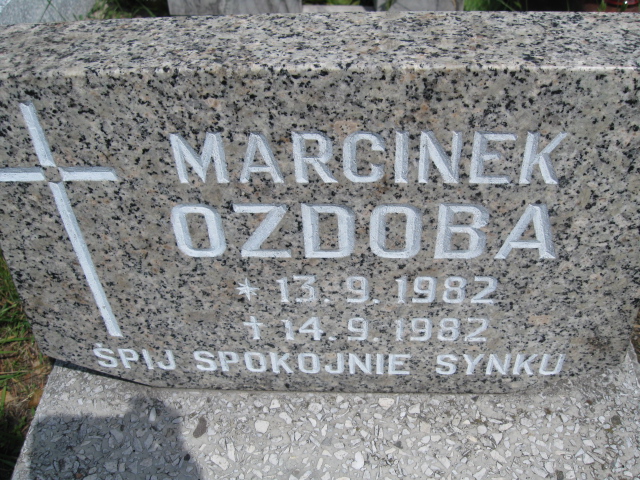 MARCINEK
OZDOBA
* 13.9.1982
† 14.9.1982
ŚPIJ SPOKOJNIE SYNKU